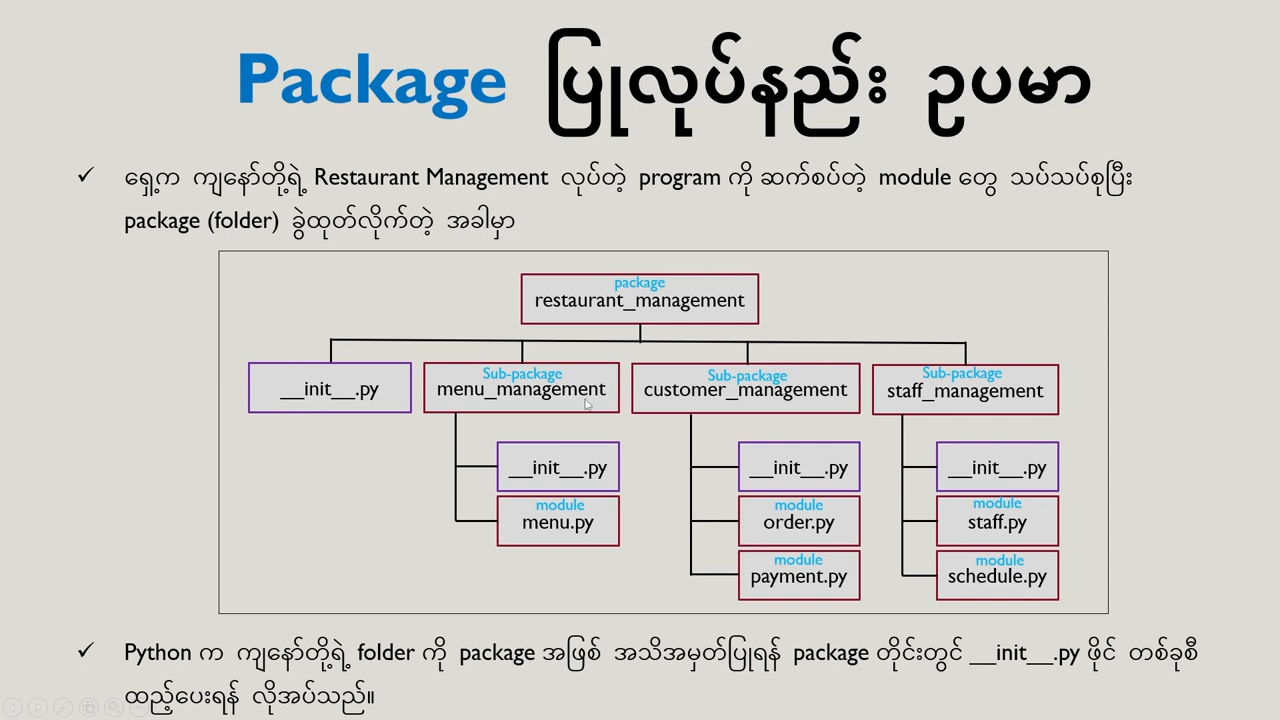 Package ပြုလုပ်နည်း ဥပမာ
ရှေ့က ကျနော်တို့ရဲ့ Restaurant Management လုပ်တဲ့ program ကို ဆက်စပ်တဲ့ module တွေ သပ်သပ်စုပြီး
package (folder) ခွဲထုတ်လိုက်တဲ့ အခါမှာ
package
restaurant_management
__init__.py
Sub-package
menu_management
Sub-package
customer_management
Sub-package
staff_management
__init__.py
module
menu.py
__init__.py
module
order.py
module
payment.py
__init__.py
module
staff.py
module
schedule.py
Python က ကျနော်တို့ရဲ့ folder ကို package အဖြစ် အသိအမှတ်ပြုရန် package တိုင်းတွင် __init__.py ဖိုင် တစ်ခုစီ
ထည့်ပေးရန် လိုအပ်သည်။